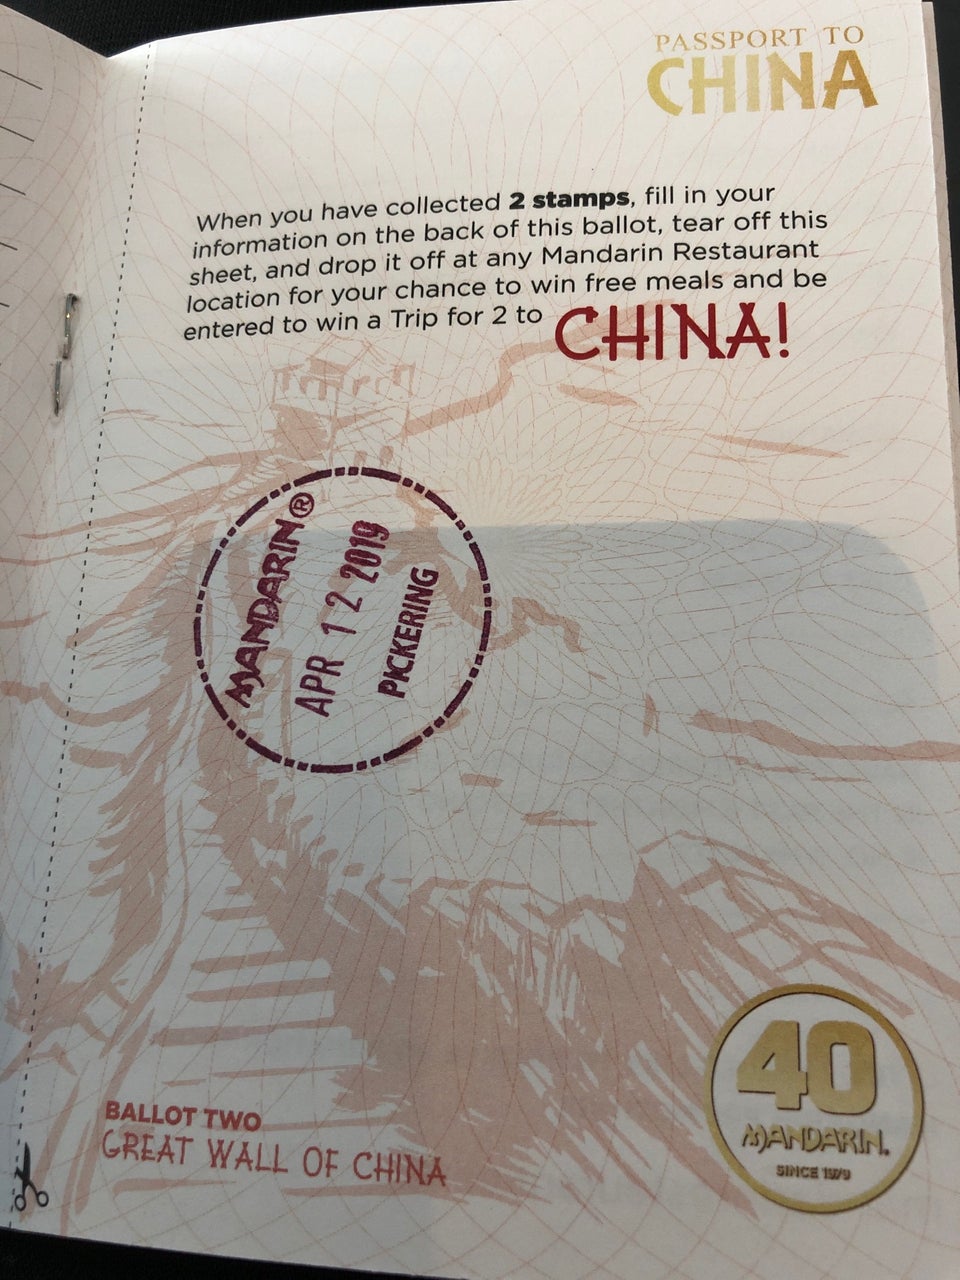 PASSPORT TO
CHINA
When you have collected 2 stamps, fill in your
information on the back of this ballot, tear off this
sheet, and drop it off at any Mandarin Restaurant
location for your chance to win free meals and be
entered to win a Trip for 2 to CHINA!
MANDARIN®
APR 12 2019
PICKERING
40
MANDARIN.
SINCE 1979
BALLOT TWO
GREAT WALL OF CHINA